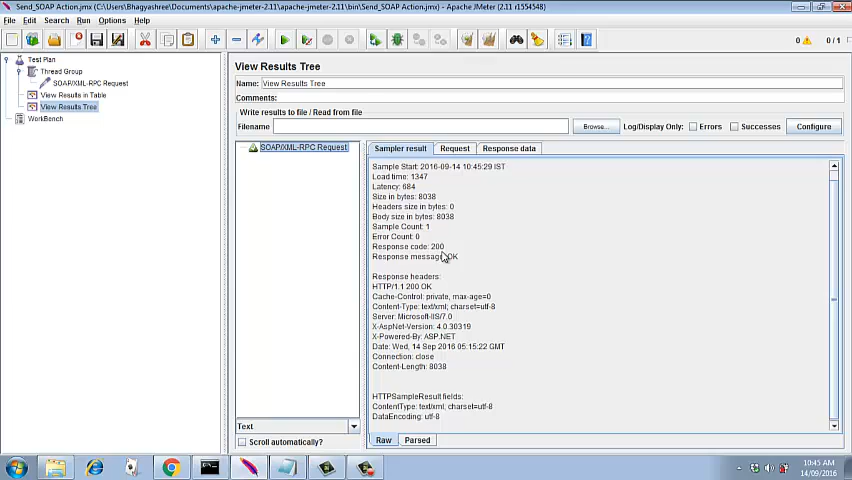 Send_SOAP Action.jmx (C:\Users\Bhagyashree\Documents\apache-jmeter-2.11\apache-jmeter-2.11\bin\Send_SOAP Action.jmx) - Apache JMeter (2.11 r1554548)
File Edit Search Run Options Help
0 0/1
Test Plan
Thread Group
SOAP/XML-RPC Request
View Results in Table
View Results Tree
WorkBench
View Results Tree
Name: View Results Tree
Comments:
Write results to file / Read from file
Filename Browse... Log/Display Only: Errors Successes Configure
SOAP/XML-RPC Request
Sampler result Request Response data
Sample Start: 2016-09-14 10:45:29 IST
Load time: 1347
Latency: 684
Size in bytes: 8038
Headers size in bytes: 0
Body size in bytes: 8038
Sample Count: 1
Error Count: 0
Response code: 200
Response message: OK
Response headers:
HTTP/1.1 200 OK
Cache-Control: private, max-age=0
Content-Type: text/xml; charset=utf-8
Server: Microsoft-IIS/7.0
X-AspNet-Version: 4.0.30319
X-Powered-By: ASP.NET
Date: Wed, 14 Sep 2016 05:15:22 GMT
Connection: close
Content-Length: 8038
HTTPSampleResult fields:
ContentType: text/xml; charset=utf-8
DataEncoding: utf-8
Text
Scroll automatically?
Raw Parsed
10:45 AM
14/09/2016